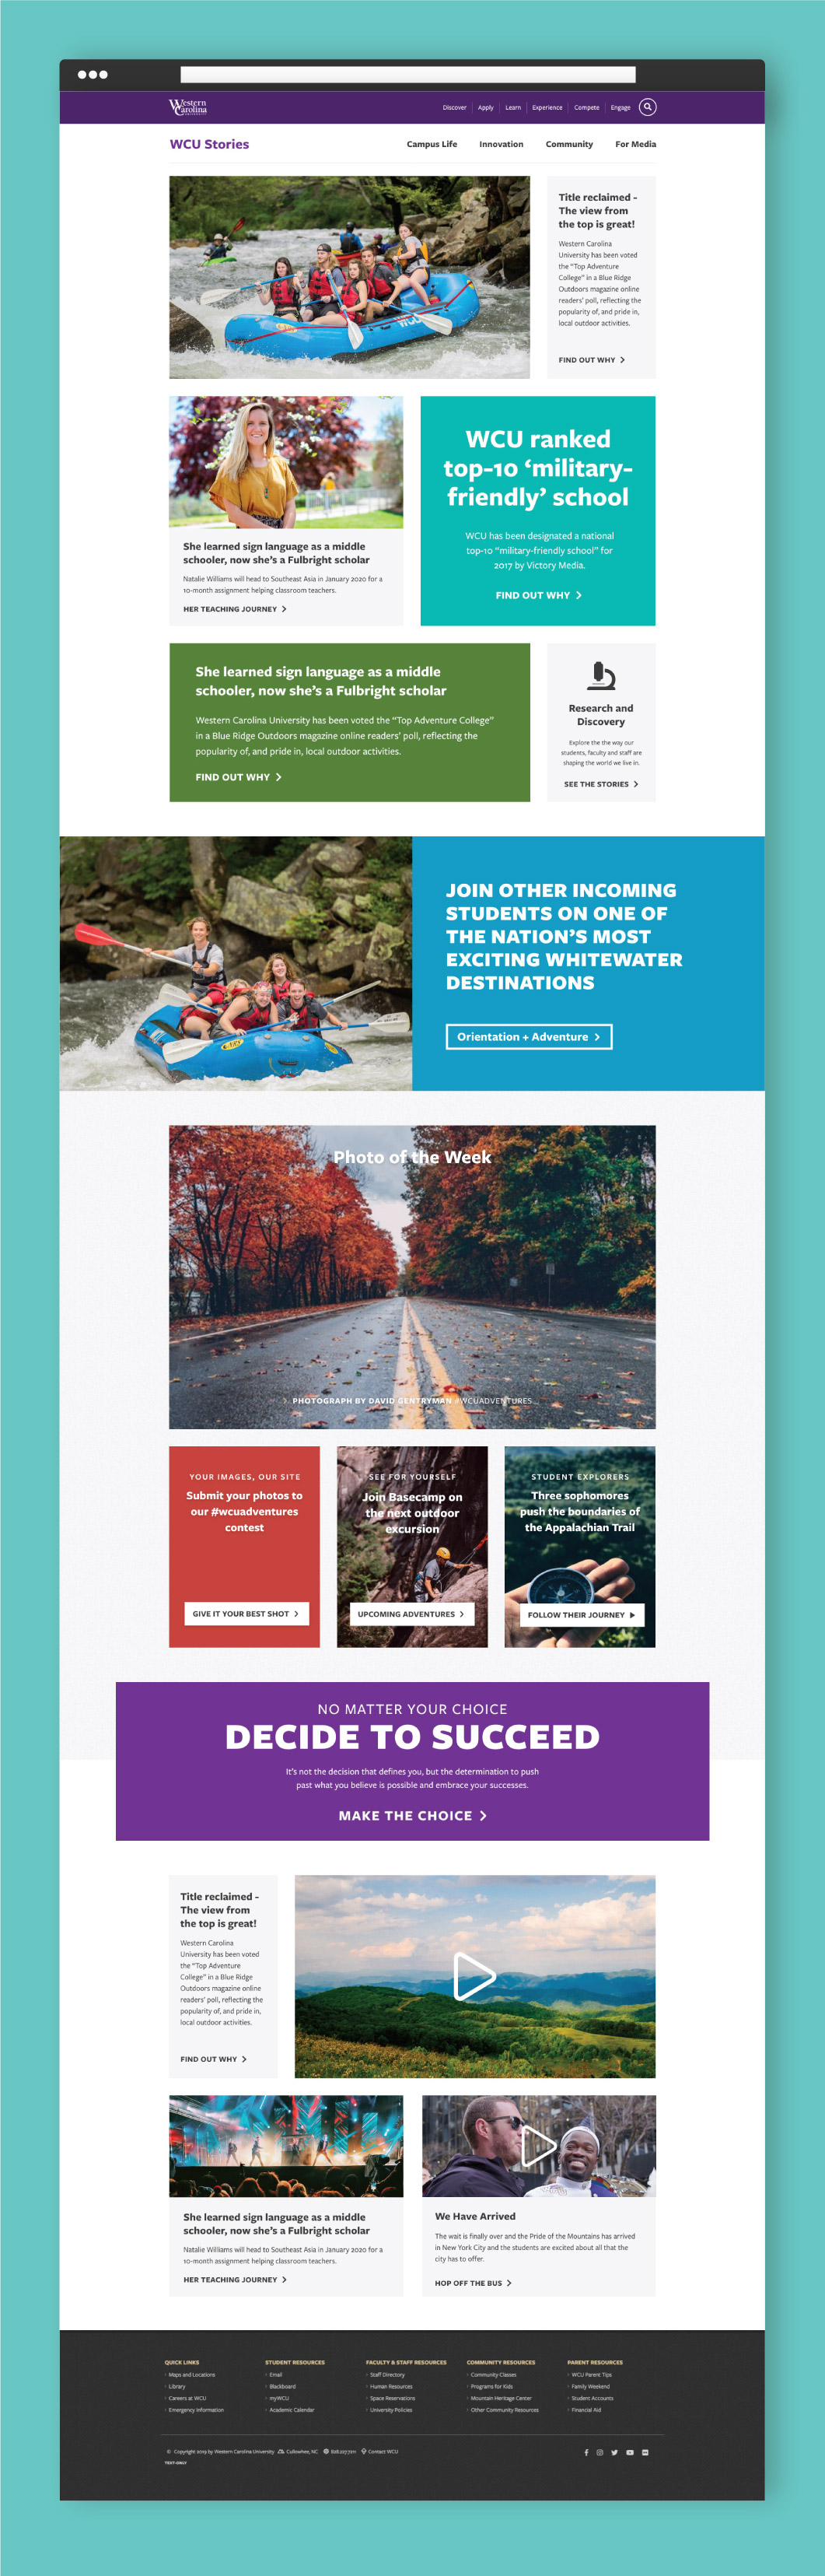 Western
Carolina
UNIVERSITY
Discover
Apply
Learn
Experience
Compete
Engage
WCU Stories
Campus Life
Innovation
Community
For Media
WCU
Title reclaimed -
The view from
the top is great!
Western Carolina
University has been voted
the "Top Adventure
College" in a Blue Ridge
Outdoors magazine online
readers' poll, reflecting the
popularity of, and pride in,
local outdoor activities.
FIND OUT WHY
She learned sign language as a middle
schooler, now she's a Fulbright scholar
Natalie Williams will head to Southeast Asia in January 2020 for a
10-month assignment helping classroom teachers.
HER TEACHING JOURNEY
WCU ranked
top-10 'military-
friendly' school
WCU has been designated a national
top-10 "military-friendly school" for
2017 by Victory Media.
FIND OUT WHY
She learned sign language as a middle
schooler, now she's a Fulbright scholar
Western Carolina University has been voted the "Top Adventure College"
in a Blue Ridge Outdoors magazine online readers' poll, reflecting the
popularity of, and pride in, local outdoor activities.
FIND OUT WHY
Research and
Discovery
Explore the the way our
students, faculty and staff are
shaping the world we live in.
SEE THE STORIES
JOIN OTHER INCOMING
STUDENTS ON ONE OF
THE NATION'S MOST
EXCITING WHITEWATER
DESTINATIONS
Orientation + Adventure
Photo of the Week
PHOTOGRAPH BY DAVID GENTRYMAN #WCUADVENTURES
YOUR IMAGES, OUR SITE
Submit your photos to
our #wcuadventures
contest
GIVE IT YOUR BEST SHOT
SEE FOR YOURSELF
Join Basecamp on
the next outdoor
excursion
UPCOMING ADVENTURES
STUDENT EXPLORERS
Three sophomores
push the boundaries of
the Appalachian Trail
FOLLOW THEIR JOURNEY
NO MATTER YOUR CHOICE
DECIDE TO SUCCEED
It's not the decision that defines you, but the determination to push
past what you believe is possible and embrace your successes.
MAKE THE CHOICE
Title reclaimed -
The view from
the top is great!
Western Carolina
University has been voted
the "Top Adventure
College" in a Blue Ridge
Outdoors magazine online
readers' poll, reflecting the
popularity of, and pride in,
local outdoor activities.
FIND OUT WHY
She learned sign language as a middle
schooler, now she's a Fulbright scholar
Natalie Williams will head to Southeast Asia in January 2020 for a
10-month assignment helping classroom teachers.
HER TEACHING JOURNEY
We Have Arrived
The wait is finally over and the Pride of the Mountains has arrived
in New York City and the students are excited about all that the
city has to offer.
HOP OFF THE BUS
QUICK LINKS
Maps and Locations
Library
Careers at WCU
Emergency Information
STUDENT RESOURCES
Email
Blackboard
myWCU
Academic Calendar
FACULTY & STAFF RESOURCES
Staff Directory
Human Resources
Space Reservations
University Policies
COMMUNITY RESOURCES
Community Classes
Programs for Kids
Mountain Heritage Center
Other Community Resources
PARENT RESOURCES
WCU Parent Tips
Family Weekend
Student Accounts
Financial Aid
© Copyright 2019 by Western Carolina University
Cullowhee, NC
828.227.7211
Contact WCU
TEXT-ONLY